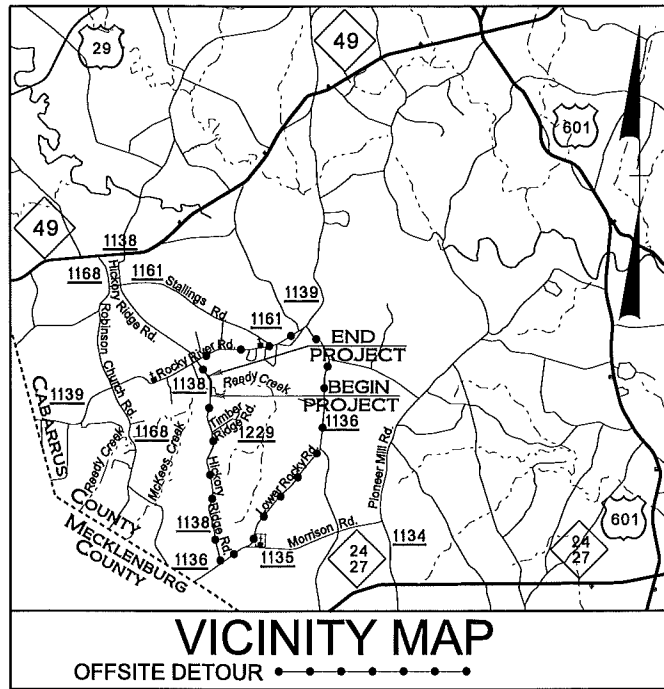 29
49
601
49
1138
1168
1161
Stallings Rd.
Hickory Ridge Rd.
1139
Robinson Church Rd.
1161
END
PROJECT
Rocky River Rd.
1138
Reedy Creek
BEGIN
PROJECT
1139
CABARRUS
COUNTY
MECKLENBURG
COUNTY
1168
Reedy Creek
McKees Creek
Timber
Ridge Rd.
1229
1136
Hickory
Ridge Rd.
Lower Rocky Rd.
Pioneer Mill Rd.
1138
1136
1135
Morrison Rd.
1134
24
27
601
24
27
VICINITY MAP
OFFSITE DETOUR